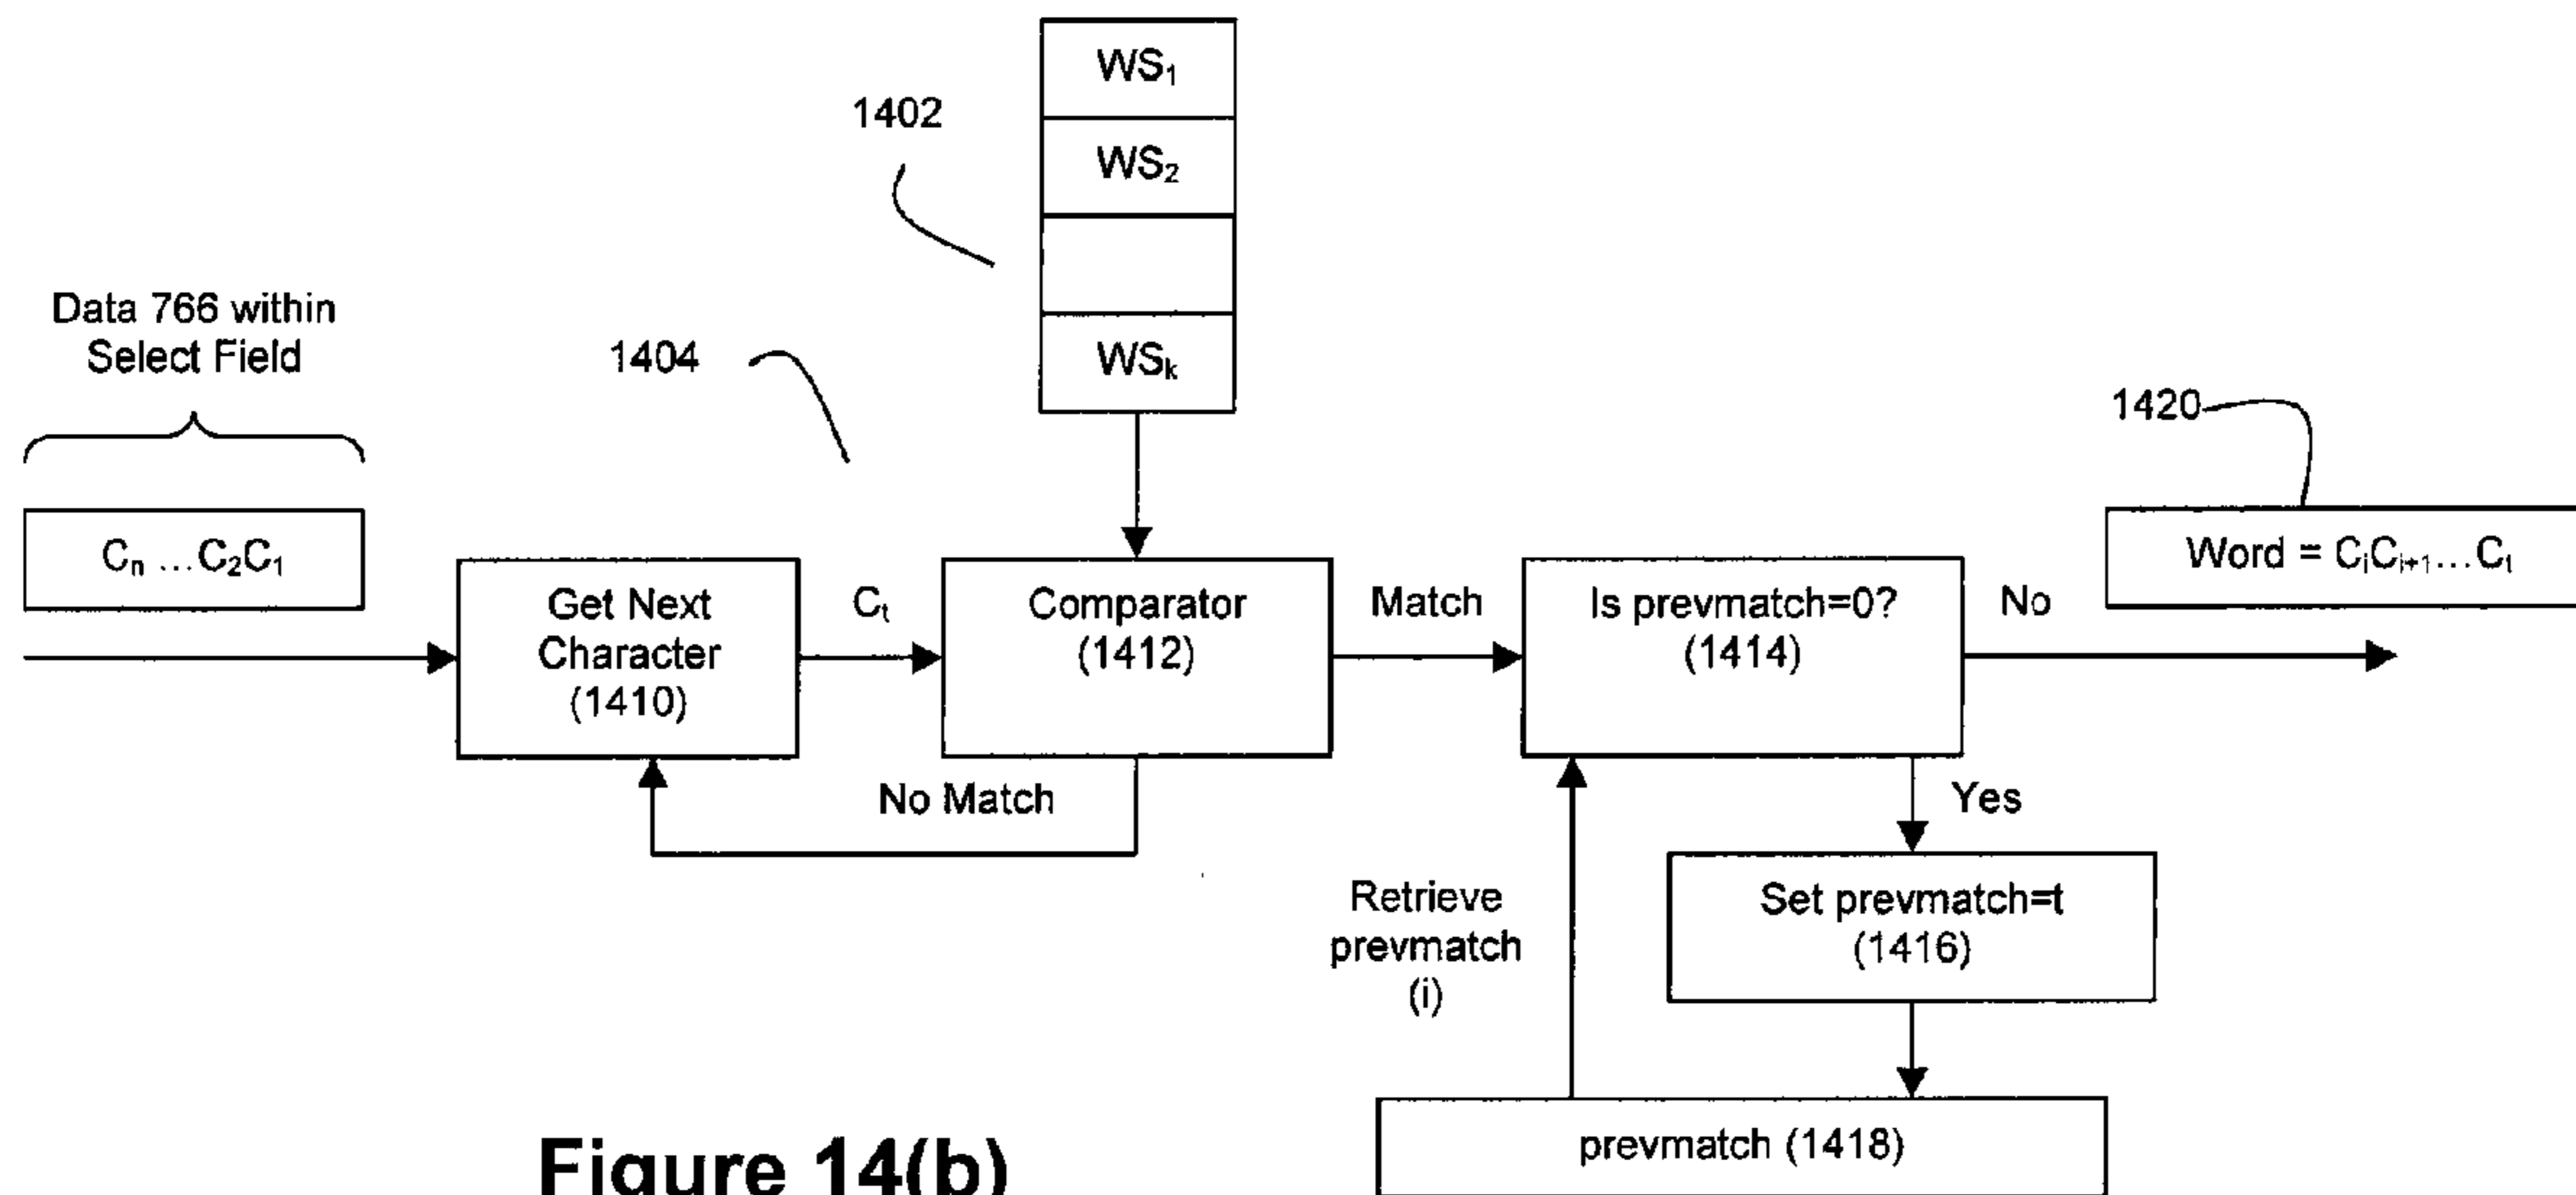 WS₁
1402
WS₂
Data 766 within
Select Field
1404
WSₖ
1420
Cₙ ...C₂C₁
Get Next
Character
(1410)
Cₜ
Comparator
(1412)
Match
Is prevmatch=0?
(1414)
No
Word = CᵢCᵢ₊₁...Cₜ
No Match
Yes
Retrieve
prevmatch
(i)
Set prevmatch=t
(1416)
prevmatch (1418)
Figure 14(b)